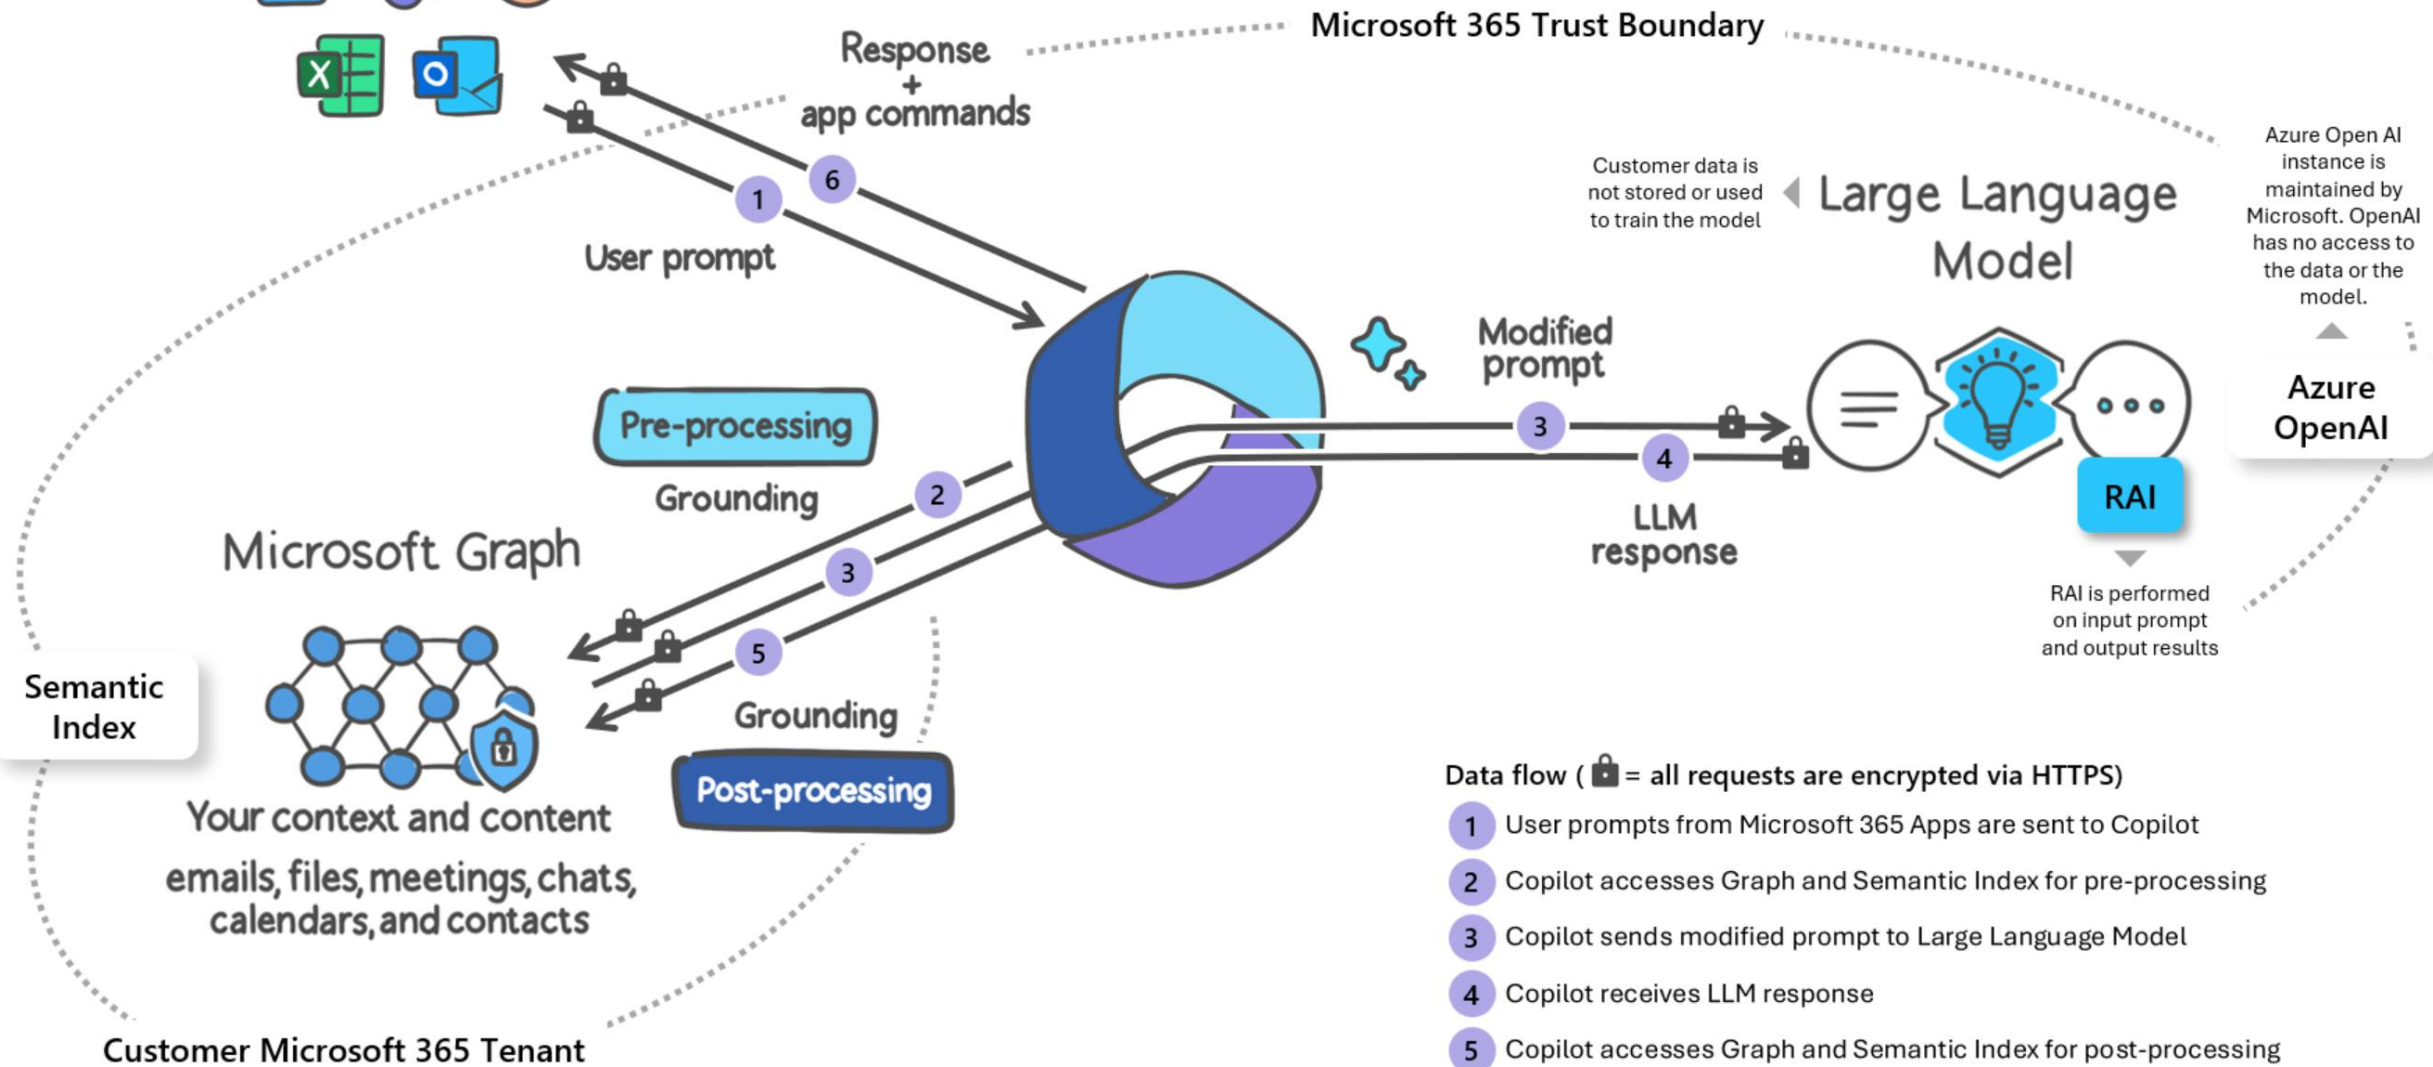 Microsoft 365 Trust Boundary
Response
+
app commands
X
O
6
1
User prompt
Customer data is
not stored or used
to train the model
Large Language
Model
Azure Open AI
instance is
maintained by
Microsoft. OpenAI
has no access to
the data or the
model.
Modified
prompt
Azure
OpenAI
Pre-processing
Grounding
2
3
4
LLM
response
RAI
RAI is performed
on input prompt
and output results
Microsoft Graph
3
5
Semantic
Index
Grounding
Post-processing
Your context and content
emails, files, meetings, chats,
calendars, and contacts
Customer Microsoft 365 Tenant
Data flow ( = all requests are encrypted via HTTPS)
1 User prompts from Microsoft 365 Apps are sent to Copilot
2 Copilot accesses Graph and Semantic Index for pre-processing
3 Copilot sends modified prompt to Large Language Model
4 Copilot receives LLM response
5 Copilot accesses Graph and Semantic Index for post-processing